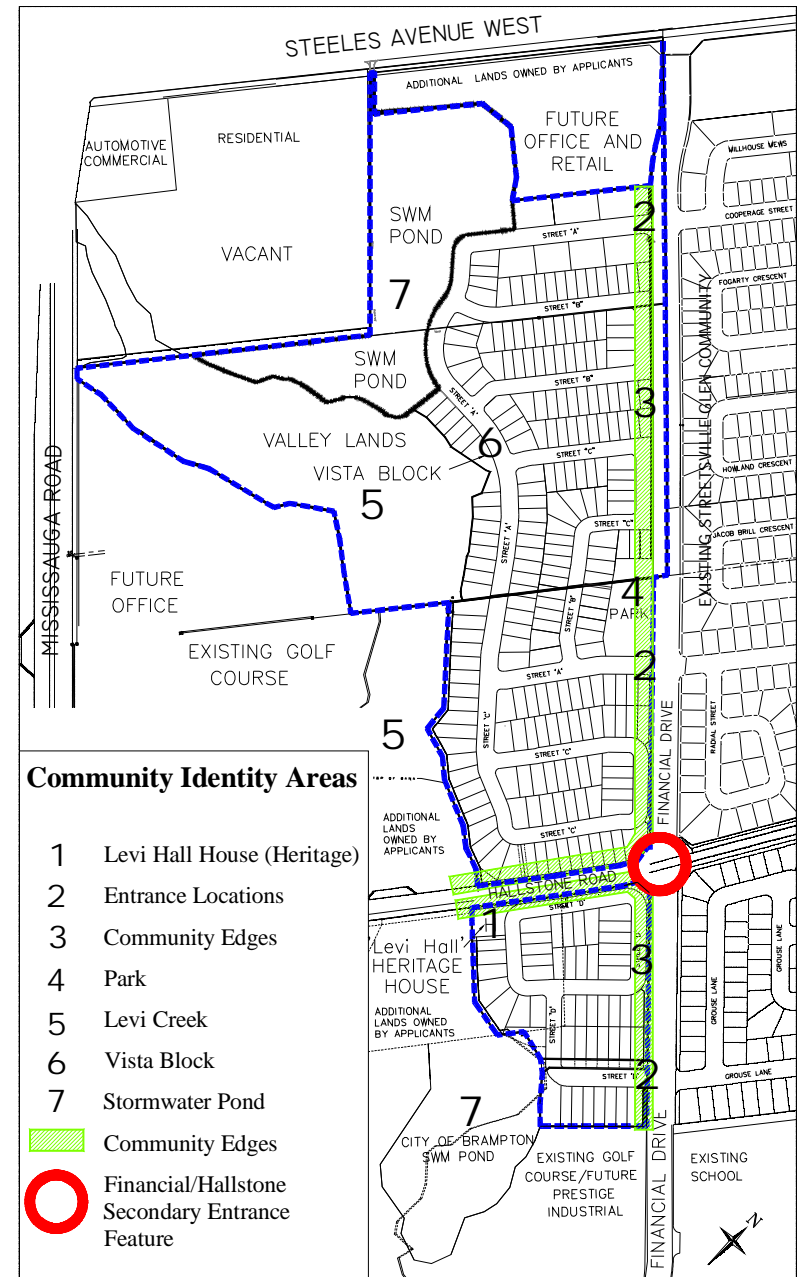 STEELES AVENUE WEST
ADDITIONAL LANDS OWNED BY APPLICANTS
AUTOMOTIVE
COMMERCIAL
RESIDENTIAL
FUTURE
OFFICE AND
RETAIL
MILLHOUSE MEWS
COOPERAGE STREET
2
STREET "A"
SWM
POND
VACANT
7
FOGARTY CRESCENT
STREET "B"
SWM
POND
STREET "B"
STREET "A"
3
VALLEY LANDS
6
VISTA BLOCK
STREET "C"
HOWLAND CRESCENT
EXISTING STREETSVILLE GLEN COMMUNITY
5
STREET "A"
STREET "C"
JACOB BRILL CRESCENT
MISSISSAUGA ROAD
FUTURE
OFFICE
4
PARK
STREET "B"
EXISTING GOLF
COURSE
STREET "A"
2
5
STREET "C"
STREET "C"
RADIAL STREET
FINANCIAL DRIVE
ADDITIONAL
LANDS
OWNED BY
APPLICANTS
STREET "C"
HALLSTONE ROAD
STREET "D"
1
'Levi Hall'
HERITAGE
HOUSE
3
GROUSE LANE
GROUSE LANE
ADDITIONAL
LANDS OWNED
BY APPLICANTS
STREET "D"
2
GROUSE LANE
7
CITY OF BRAMPTON
SWM POND
EXISTING GOLF
COURSE/FUTURE
PRESTIGE
INDUSTRIAL
FINANCIAL DRIVE
EXISTING
SCHOOL
N
Community Identity Areas
1 Levi Hall House (Heritage)
2 Entrance Locations
3 Community Edges
4 Park
5 Levi Creek
6 Vista Block
7 Stormwater Pond
Community Edges
Financial/Hallstone
Secondary Entrance
Feature